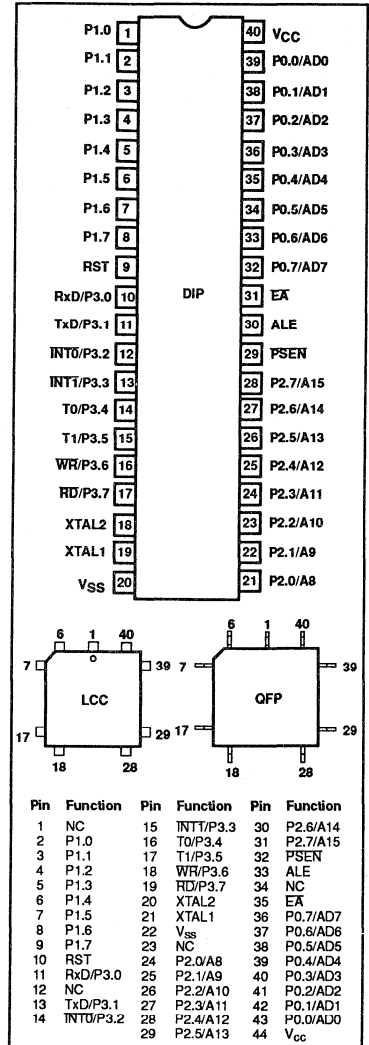 P1.0 1 40 VCC
P1.1 2 39 P0.0/AD0
P1.2 3 38 P0.1/AD1
P1.3 4 37 P0.2/AD2
P1.4 5 36 P0.3/AD3
P1.5 6 35 P0.4/AD4
P1.6 7 34 P0.5/AD5
P1.7 8 33 P0.6/AD6
RST 9 32 P0.7/AD7
RxD/P3.0 10 DIP 31 EA
TxD/P3.1 11 30 ALE
INT0/P3.2 12 29 PSEN
INT1/P3.3 13 28 P2.7/A15
T0/P3.4 14 27 P2.6/A14
T1/P3.5 15 26 P2.5/A13
WR/P3.6 16 25 P2.4/A12
RD/P3.7 17 24 P2.3/A11
XTAL2 18 23 P2.2/A10
XTAL1 19 22 P2.1/A9
VSS 20 21 P2.0/A8
6 1 40 6 1 40
7 39 7 39
LCC QFP
17 29 17 29
18 28 18 28
Pin Function Pin Function Pin Function
1 NC 15 INT1/P3.3 30 P2.6/A14
2 P1.0 16 T0/P3.4 31 P2.7/A15
3 P1.1 17 T1/P3.5 32 PSEN
4 P1.2 18 WR/P3.6 33 ALE
5 P1.3 19 RD/P3.7 34 NC
6 P1.4 20 XTAL2 35 EA
7 P1.5 21 XTAL1 36 P0.7/AD7
8 P1.6 22 VSS 37 P0.6/AD6
9 P1.7 23 NC 38 P0.5/AD5
10 RST 24 P2.0/A8 39 P0.4/AD4
11 RxD/P3.0 25 P2.1/A9 40 P0.3/AD3
12 NC 26 P2.2/A10 41 P0.2/AD2
13 TxD/P3.1 27 P2.3/A11 42 P0.1/AD1
14 INT0/P3.2 28 P2.4/A12 43 P0.0/AD0
29 P2.5/A13 44 VCC